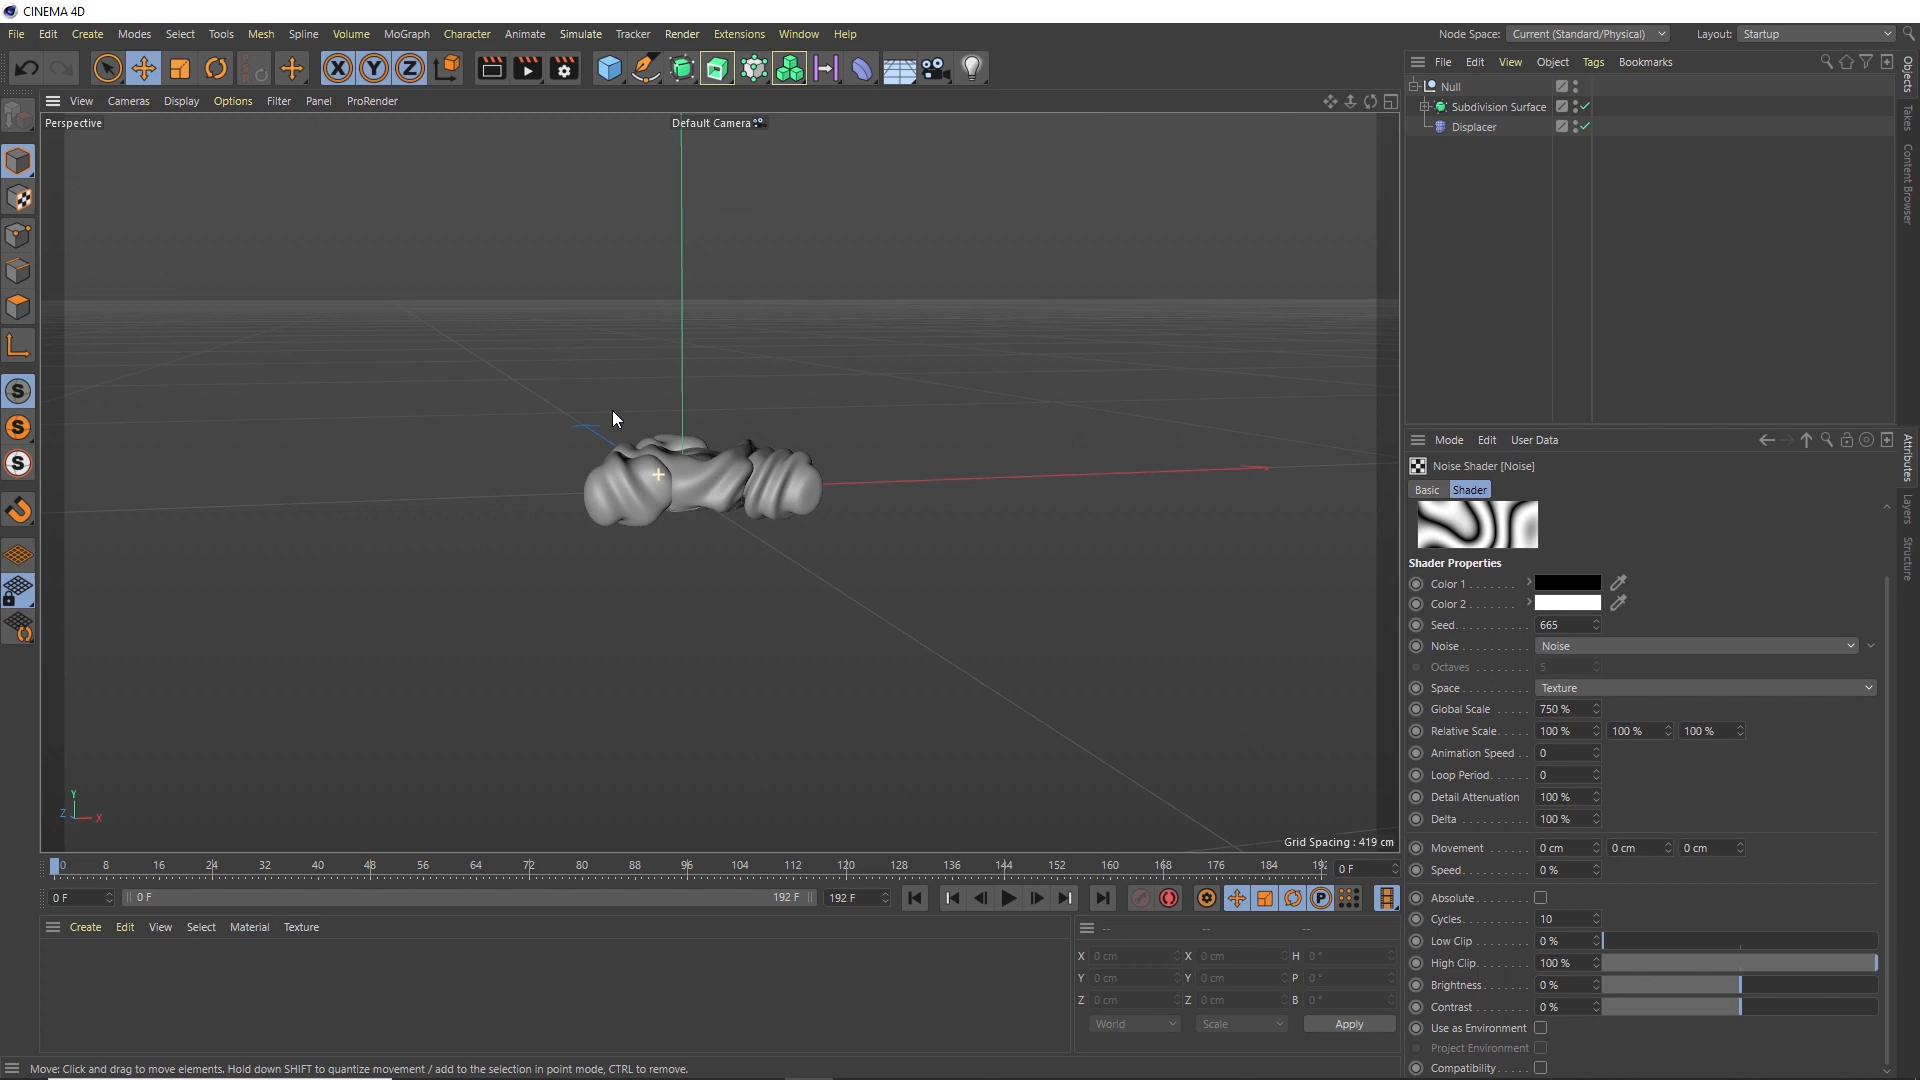 CINEMA 4D
File Edit Create Modes Select Tools Mesh Spline Volume MoGraph Character Animate Simulate Tracker Render Extensions Window Help
Node Space: Current (Standard/Physical) Layout: Startup
X Y Z
File Edit View Object Tags Bookmarks
View Cameras Display Options Filter Panel ProRender
Perspective
Default Camera
Null
Subdivision Surface
Displacer
Objects
Takes
Content Browser
Mode Edit User Data
Noise Shader [Noise]
Basic Shader
Attributes
Layers
Structure
Shader Properties
Color 1
Color 2
Seed 665
Noise Noise
Octaves 5
Space Texture
Global Scale 750 %
Relative Scale 100 % 100 % 100 %
Animation Speed 0
Loop Period 0
Detail Attenuation 100 %
Delta 100 %
Movement 0 cm 0 cm 0 cm
Speed 0 %
Absolute
Cycles 10
Low Clip 0 %
High Clip 100 %
Brightness 0 %
Contrast 0 %
Use as Environment
Project Environment
Compatibility
Y
Z X
Grid Spacing : 419 cm
0 8 16 24 32 40 48 56 64 72 80 88 96 104 112 120 128 136 144 152 160 168 176 184 192 0 F
0 F 0 F 192 F 192 F
Create Edit View Select Material Texture
-- -- --
X 0 cm X 0 cm H 0 °
Y 0 cm Y 0 cm P 0 °
Z 0 cm Z 0 cm B 0 °
World Scale Apply
Move: Click and drag to move elements. Hold down SHIFT to quantize movement / add to the selection in point mode, CTRL to remove.